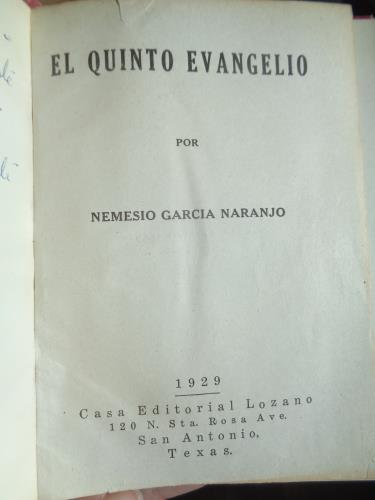 EL QUINTO EVANGELIO
POR
NEMESIO GARCIA NARANJO
1929
Casa Editorial Lozano
120 N. Sta. Rosa Ave.
San Antonio,
Texas.